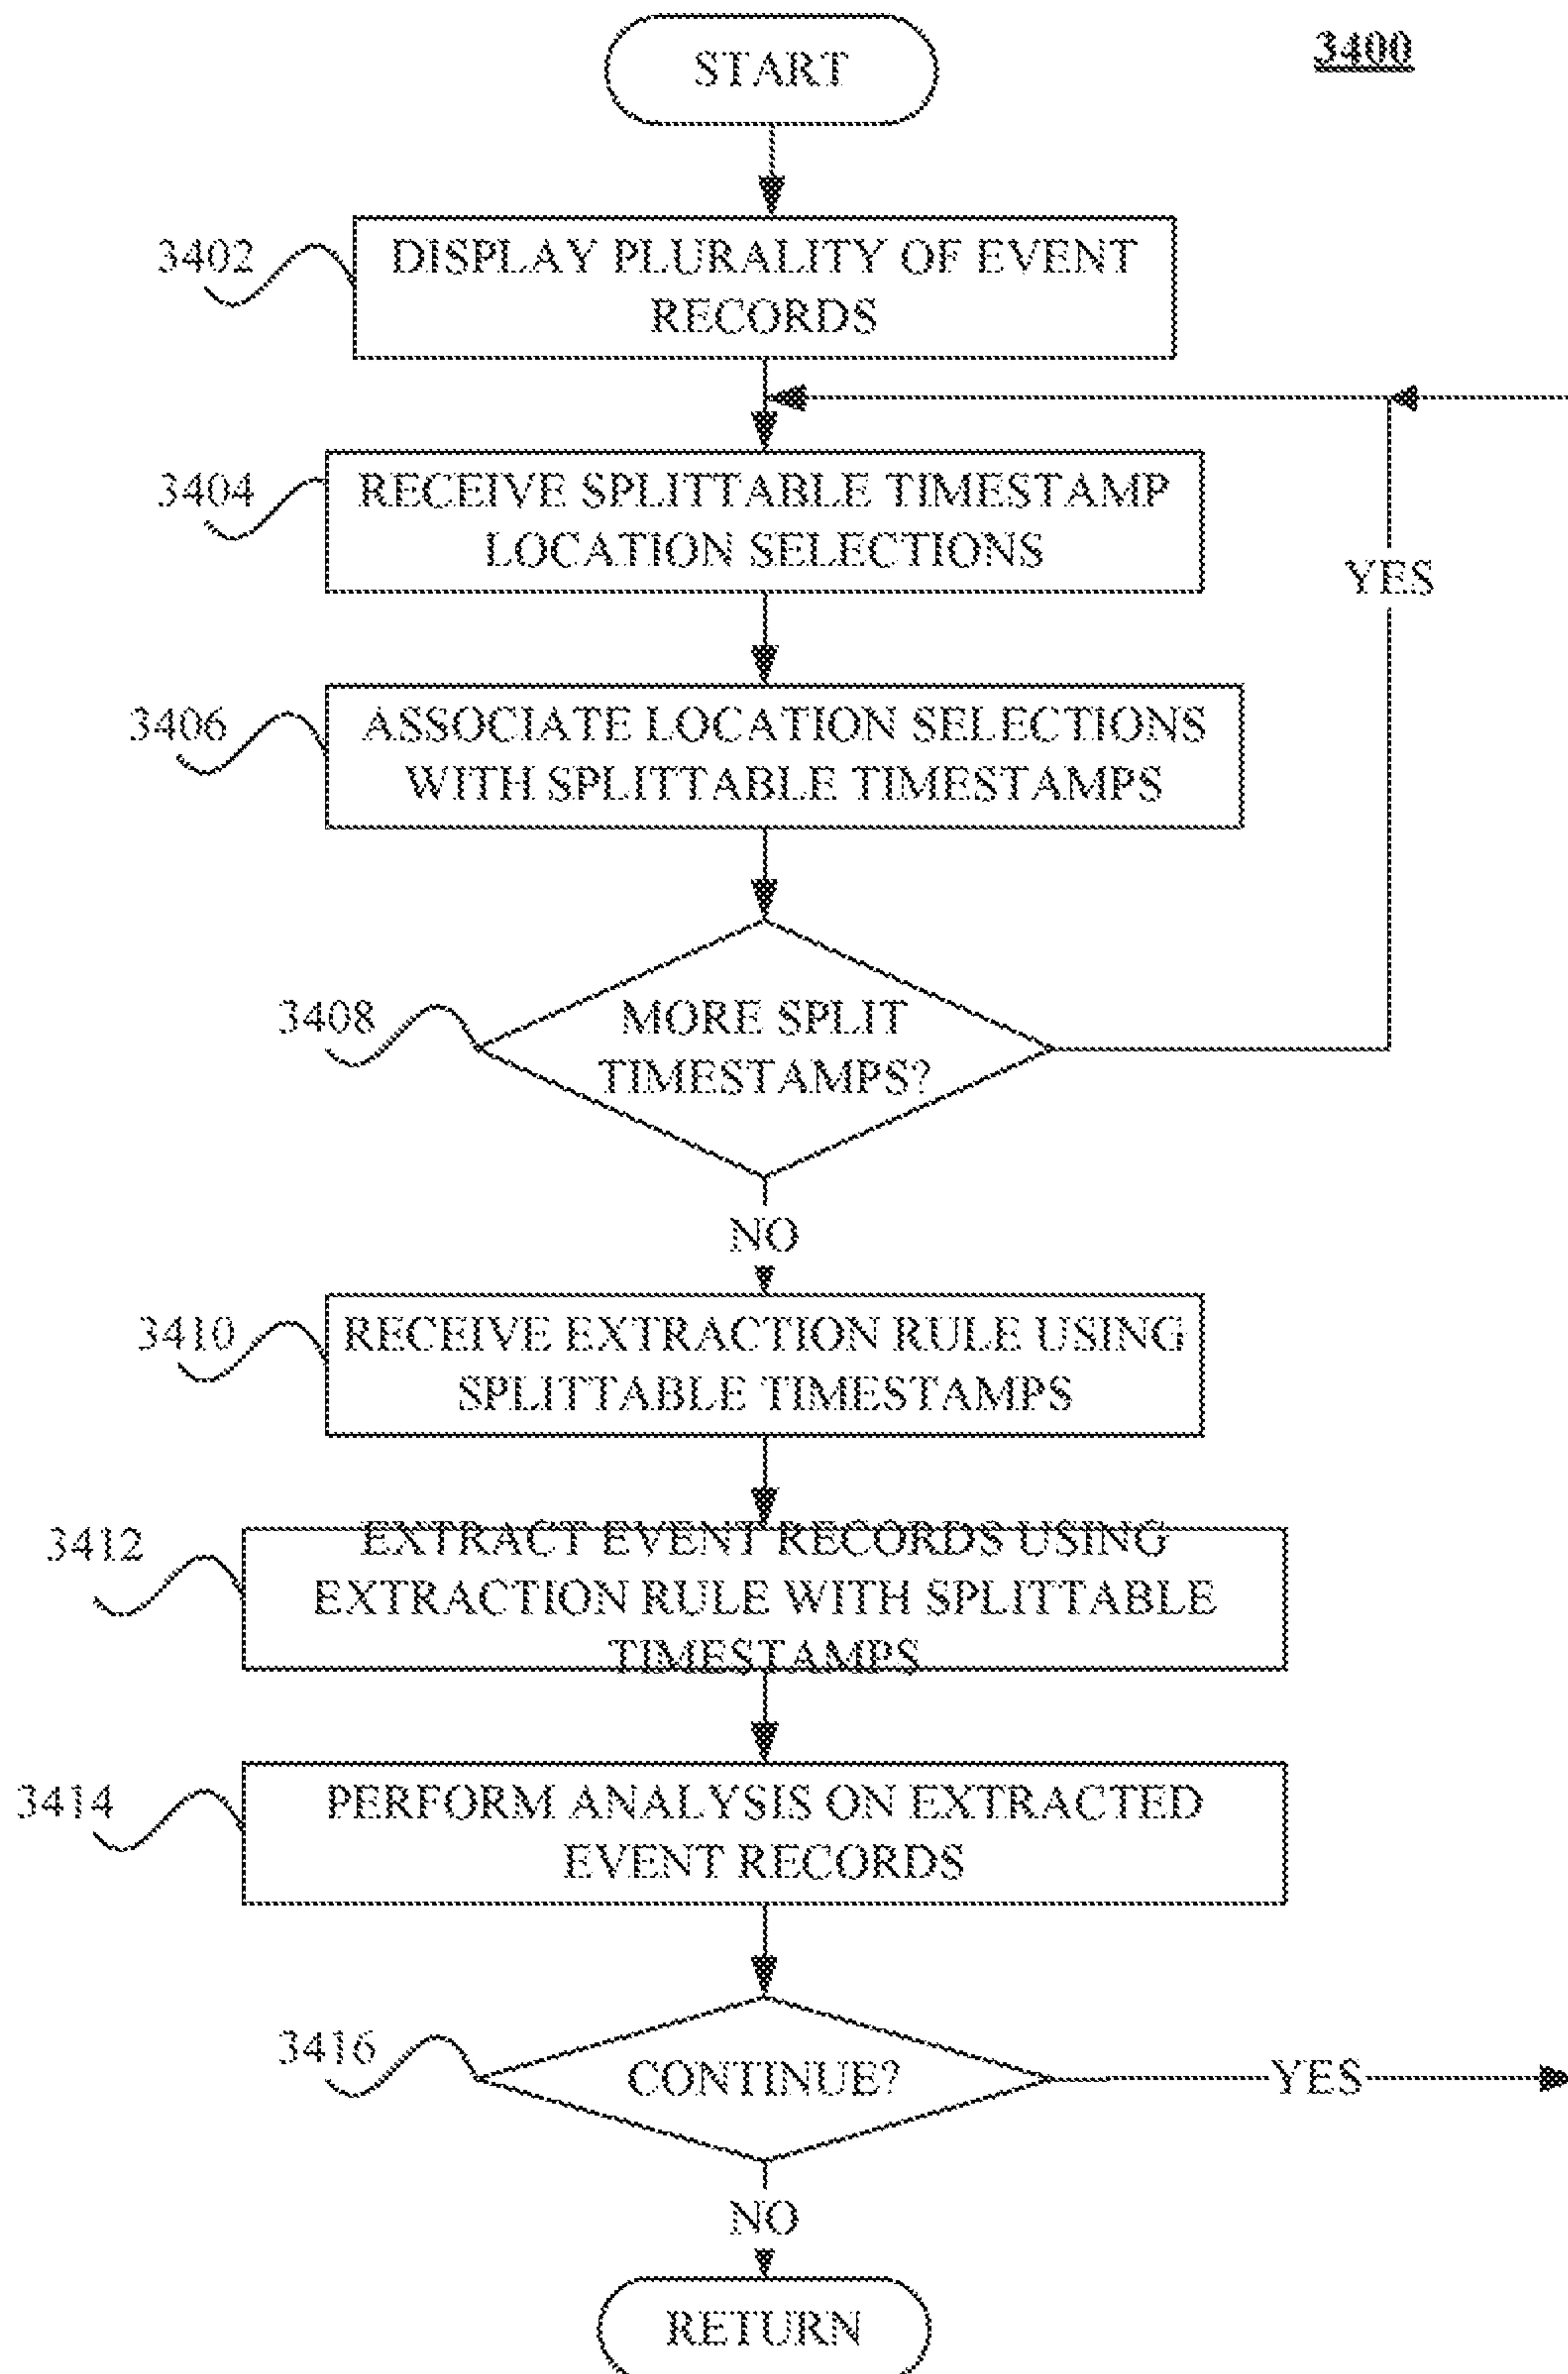 START
3400
3402
DISPLAY PLURALITY OF EVENT
RECORDS
3404
RECEIVE SPLITTABLE TIMESTAMP
LOCATION SELECTIONS
YES
3406
ASSOCIATE LOCATION SELECTIONS
WITH SPLITTABLE TIMESTAMPS
3408
MORE SPLIT
TIMESTAMPS?
NO
3410
RECEIVE EXTRACTION RULE USING
SPLITTABLE TIMESTAMPS
3412
EXTRACT EVENT RECORDS USING
EXTRACTION RULE WITH SPLITTABLE
TIMESTAMPS
3414
PERFORM ANALYSIS ON EXTRACTED
EVENT RECORDS
3416
CONTINUE?
YES
NO
RETURN